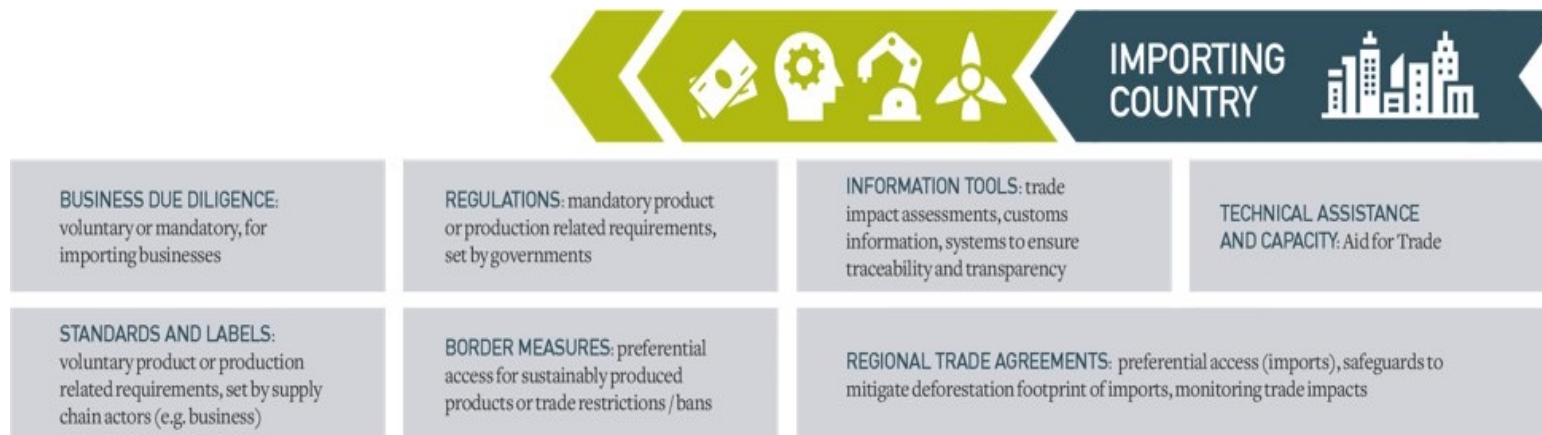 IMPORTING
COUNTRY
BUSINESS DUE DILIGENCE:
voluntary or mandatory, for
importing businesses
REGULATIONS: mandatory product
or production related requirements,
set by governments
INFORMATION TOOLS: trade
impact assessments, customs
information, systems to ensure
traceability and transparency
TECHNICAL ASSISTANCE
AND CAPACITY: Aid for Trade
STANDARDS AND LABELS:
voluntary product or production
related requirements, set by supply
chain actors (e.g. business)
BORDER MEASURES: preferential
access for sustainably produced
products or trade restrictions / bans
REGIONAL TRADE AGREEMENTS: preferential access (imports), safeguards to
mitigate deforestation footprint of imports, monitoring trade impacts